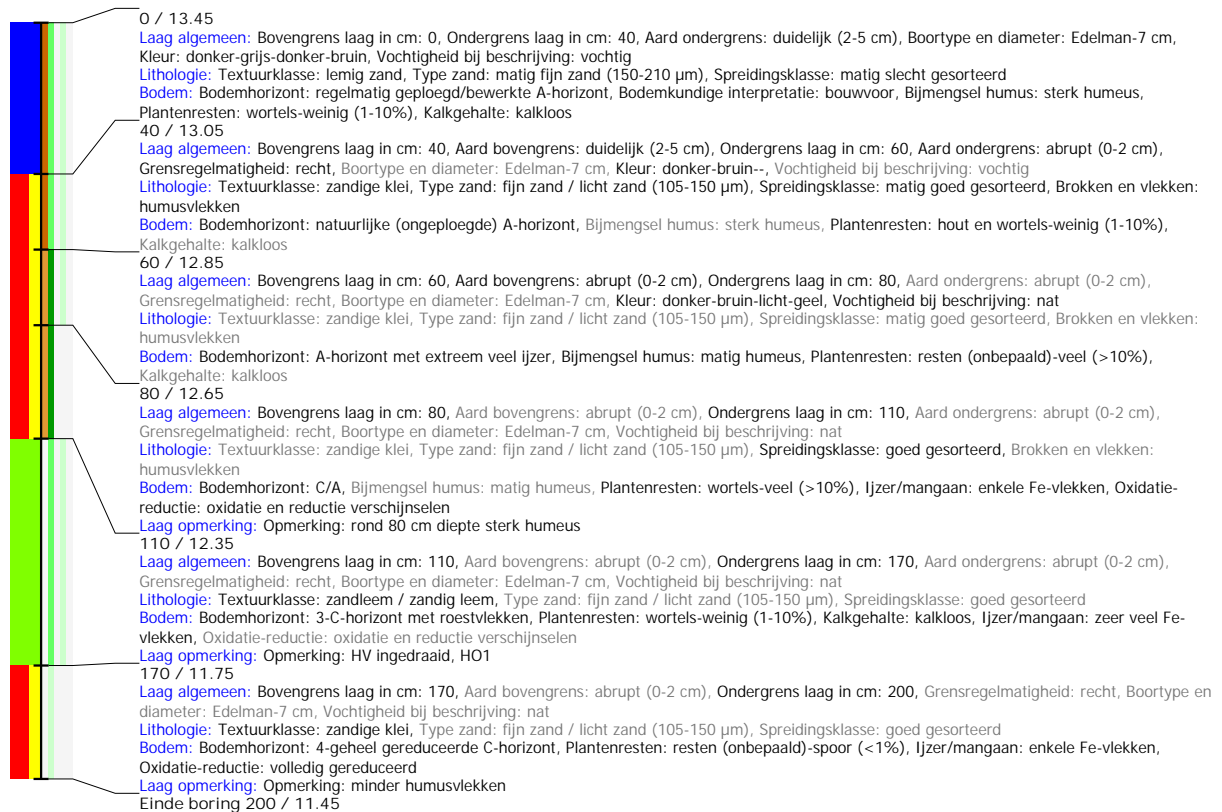 0 / 13.45
Laag algemeen: Bovengrens laag in cm: 0, Ondergrens laag in cm: 40, Aard ondergrens: duidelijk (2-5 cm), Boortype en diameter: Edelman-7 cm,
Kleur: donker-grijs-donker-bruin, Vochtigheid bij beschrijving: vochtig
Lithologie: Textuurklasse: lemig zand, Type zand: matig fijn zand (150-210 µm), Spreidingsklasse: matig slecht gesorteerd
Bodem: Bodemhorizont: regelmatig geploegd/bewerkte A-horizont, Bodemkundige interpretatie: bouwvoor, Bijmengsel humus: sterk humeus,
Plantenresten: wortels-weinig (1-10%), Kalkgehalte: kalkloos
40 / 13.05
Laag algemeen: Bovengrens laag in cm: 40, Aard bovengrens: duidelijk (2-5 cm), Ondergrens laag in cm: 60, Aard ondergrens: abrupt (0-2 cm),
Grensregelmatigheid: recht, Boortype en diameter: Edelman-7 cm, Kleur: donker-bruin--, Vochtigheid bij beschrijving: vochtig
Lithologie: Textuurklasse: zandige klei, Type zand: fijn zand / licht zand (105-150 µm), Spreidingsklasse: matig goed gesorteerd, Brokken en vlekken:
humusvlekken
Bodem: Bodemhorizont: natuurlijke (ongeploegde) A-horizont, Bijmengsel humus: sterk humeus, Plantenresten: hout en wortels-weinig (1-10%),
Kalkgehalte: kalkloos
60 / 12.85
Laag algemeen: Bovengrens laag in cm: 60, Aard bovengrens: abrupt (0-2 cm), Ondergrens laag in cm: 80, Aard ondergrens: abrupt (0-2 cm),
Grensregelmatigheid: recht, Boortype en diameter: Edelman-7 cm, Kleur: donker-bruin-licht-geel, Vochtigheid bij beschrijving: nat
Lithologie: Textuurklasse: zandige klei, Type zand: fijn zand / licht zand (105-150 µm), Spreidingsklasse: matig goed gesorteerd, Brokken en vlekken:
humusvlekken
Bodem: Bodemhorizont: A-horizont met extreem veel ijzer, Bijmengsel humus: matig humeus, Plantenresten: resten (onbepaald)-veel (>10%),
Kalkgehalte: kalkloos
80 / 12.65
Laag algemeen: Bovengrens laag in cm: 80, Aard bovengrens: abrupt (0-2 cm), Ondergrens laag in cm: 110, Aard ondergrens: abrupt (0-2 cm),
Grensregelmatigheid: recht, Boortype en diameter: Edelman-7 cm, Vochtigheid bij beschrijving: nat
Lithologie: Textuurklasse: zandige klei, Type zand: fijn zand / licht zand (105-150 µm), Spreidingsklasse: goed gesorteerd, Brokken en vlekken:
humusvlekken
Bodem: Bodemhorizont: C/A, Bijmengsel humus: matig humeus, Plantenresten: wortels-veel (>10%), Ijzer/mangaan: enkele Fe-vlekken, Oxidatie-
reductie: oxidatie en reductie verschijnselen
Laag opmerking: Opmerking: rond 80 cm diepte sterk humeus
110 / 12.35
Laag algemeen: Bovengrens laag in cm: 110, Aard bovengrens: abrupt (0-2 cm), Ondergrens laag in cm: 170, Aard ondergrens: abrupt (0-2 cm),
Grensregelmatigheid: recht, Boortype en diameter: Edelman-7 cm, Vochtigheid bij beschrijving: nat
Lithologie: Textuurklasse: zandleem / zandig leem, Type zand: fijn zand / licht zand (105-150 µm), Spreidingsklasse: goed gesorteerd
Bodem: Bodemhorizont: 3-C-horizont met roestvlekken, Plantenresten: wortels-weinig (1-10%), Kalkgehalte: kalkloos, Ijzer/mangaan: zeer veel Fe-
vlekken, Oxidatie-reductie: oxidatie en reductie verschijnselen
Laag opmerking: Opmerking: HV ingedraaid, HO1
170 / 11.75
Laag algemeen: Bovengrens laag in cm: 170, Aard bovengrens: abrupt (0-2 cm), Ondergrens laag in cm: 200, Grensregelmatigheid: recht, Boortype en
diameter: Edelman-7 cm, Vochtigheid bij beschrijving: nat
Lithologie: Textuurklasse: zandige klei, Type zand: fijn zand / licht zand (105-150 µm), Spreidingsklasse: goed gesorteerd
Bodem: Bodemhorizont: 4-geheel gereduceerde C-horizont, Plantenresten: resten (onbepaald)-spoor (<1%), Ijzer/mangaan: enkele Fe-vlekken,
Oxidatie-reductie: volledig gereduceerd
Laag opmerking: Opmerking: minder humusvlekken
Einde boring 200 / 11.45